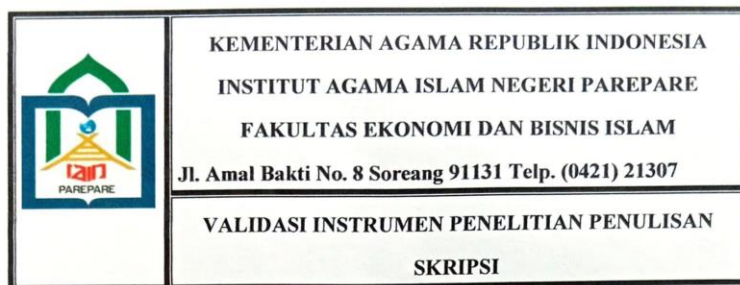 IAIN
PAREPARE
KEMENTERIAN AGAMA REPUBLIK INDONESIA
INSTITUT AGAMA ISLAM NEGERI PAREPARE
FAKULTAS EKONOMI DAN BISNIS ISLAM
Jl. Amal Bakti No. 8 Soreang 91131 Telp. (0421) 21307
VALIDASI INSTRUMEN PENELITIAN PENULISAN
SKRIPSI